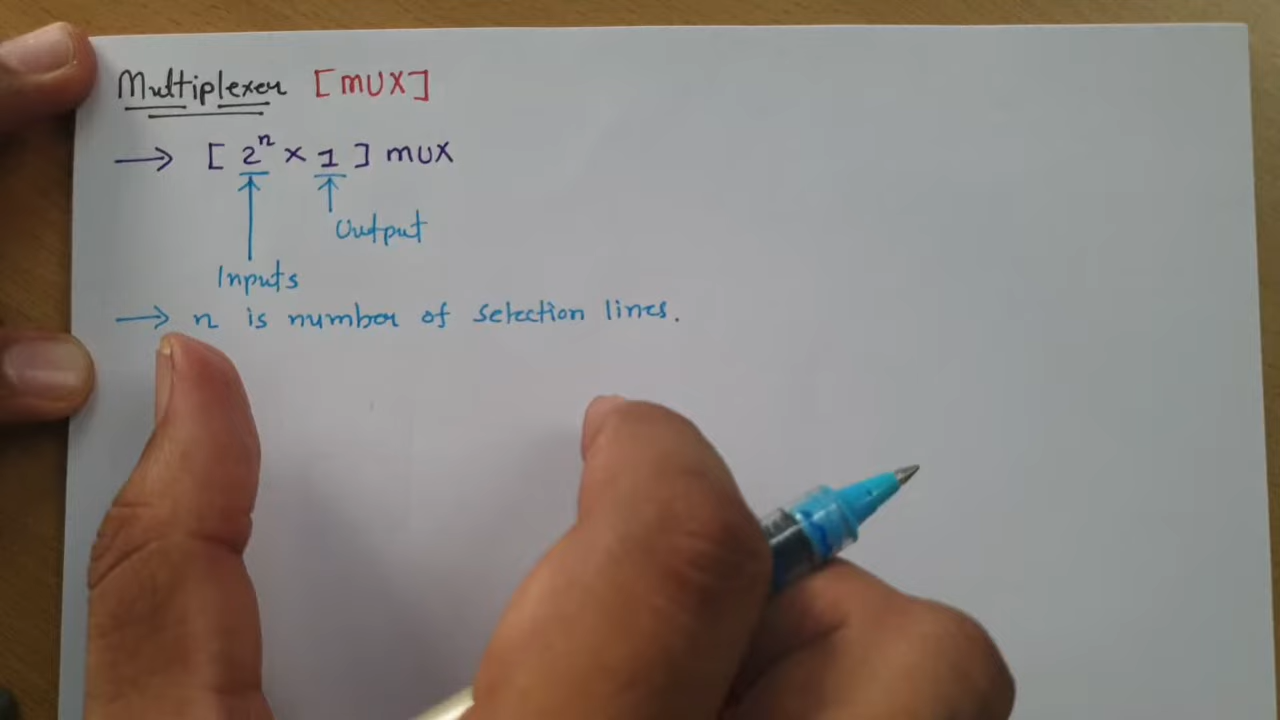 Multiplexer [MUX]
→ [ 2ⁿ × 1 ] MUX
Output
Inputs
→ n is number of selection lines.